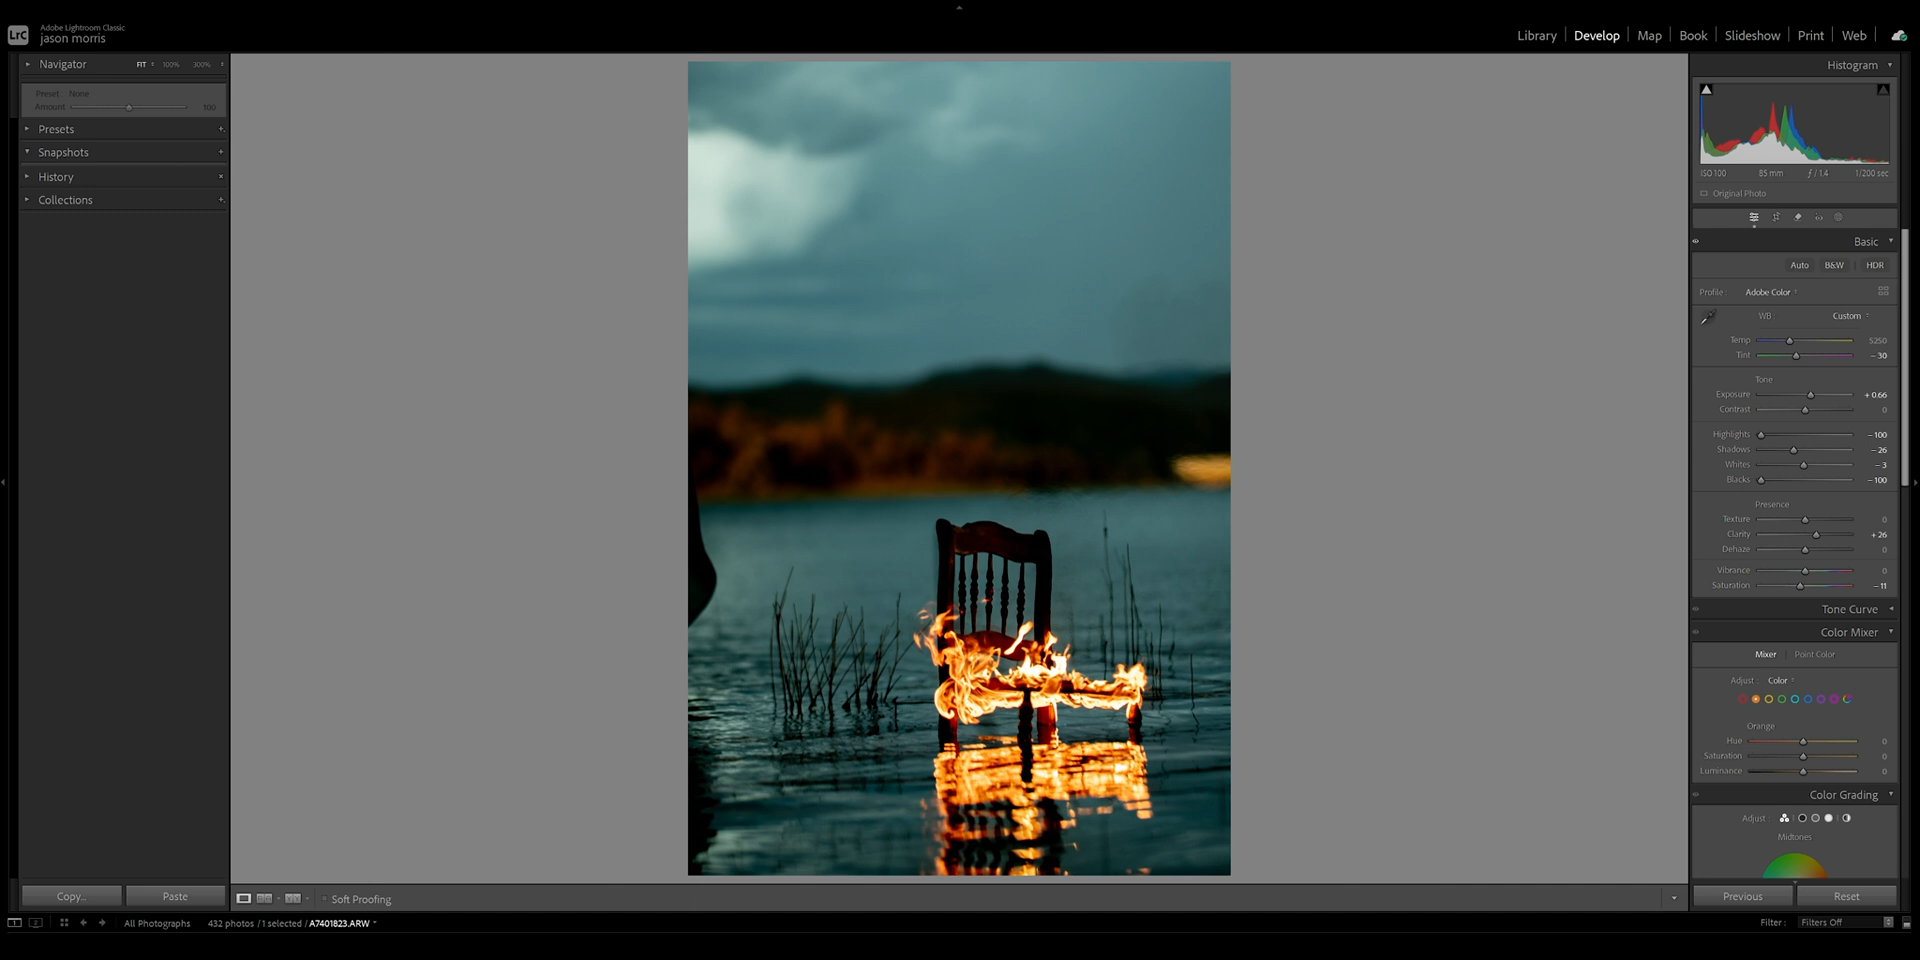 LrC
Adobe Lightroom Classic
jason morris
Library | Develop | Map | Book | Slideshow | Print | Web
Navigator FIT 100% 300%
Preset: None
Amount 100
Presets
Snapshots
History
Collections
Copy... Paste
Soft Proofing
All Photographs 432 photos / 1 selected / A7401823.ARW
Filter: Filters Off
Histogram
ISO 100 85 mm ƒ / 1.4 1/200 sec
Original Photo
Basic
Auto B&W HDR
Profile: Adobe Color
WB: Custom
Temp 5250
Tint – 30
Tone
Exposure + 0.66
Contrast 0
Highlights – 100
Shadows – 26
Whites – 3
Blacks – 100
Presence
Texture 0
Clarity + 26
Dehaze 0
Vibrance 0
Saturation – 11
Tone Curve
Color Mixer
Mixer | Point Color
Adjust: Color
Orange
Hue 0
Saturation 0
Luminance 0
Color Grading
Adjust:
Midtones
Previous Reset